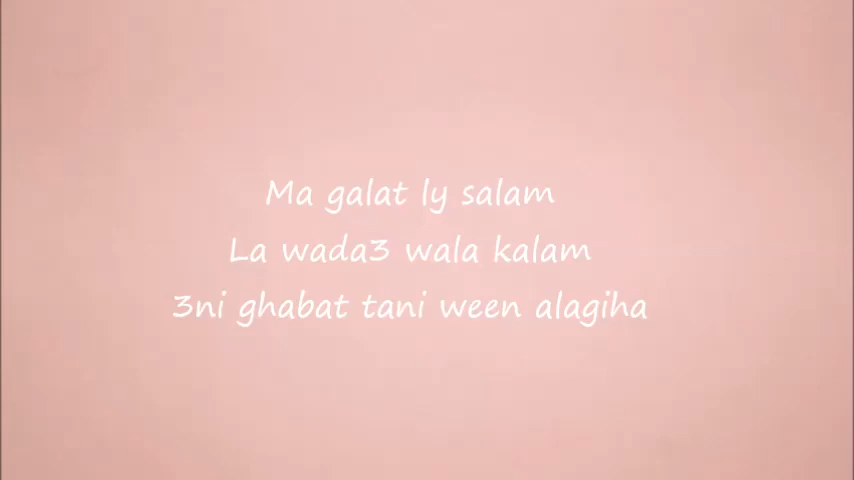 Ma galat ly salam
La wada3 wala kalam
3ni ghabat tani ween alagiha